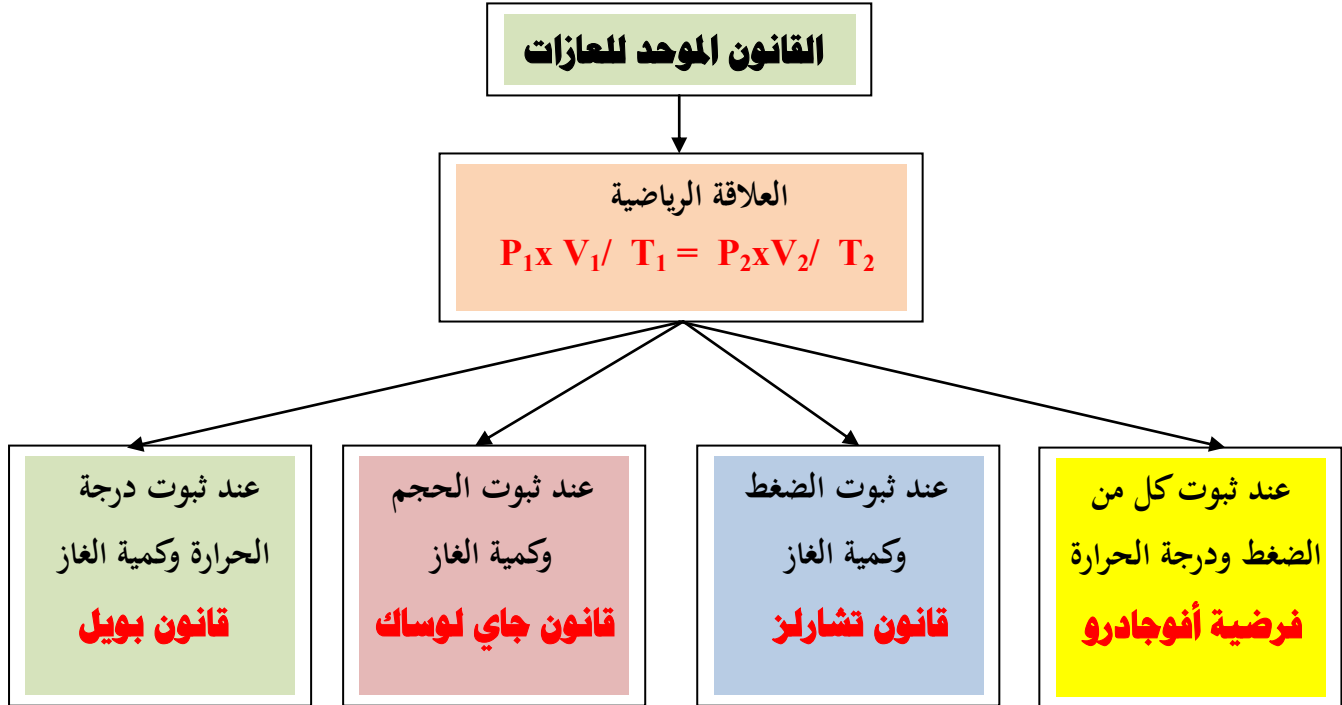 القانون الموحد للعازات
العلاقة الرياضية
P₁x V₁/ T₁ = P₂xV₂/ T₂
عند ثبوت كل من
الضغط ودرجة الحرارة
فرضية أفوجادرو
عند ثبوت الضغط
وكمية الغاز
قانون تشارلز
عند ثبوت الحجم
وكمية الغاز
قانون جاي لوساك
عند ثبوت درجة
الحرارة وكمية الغاز
قانون بويل